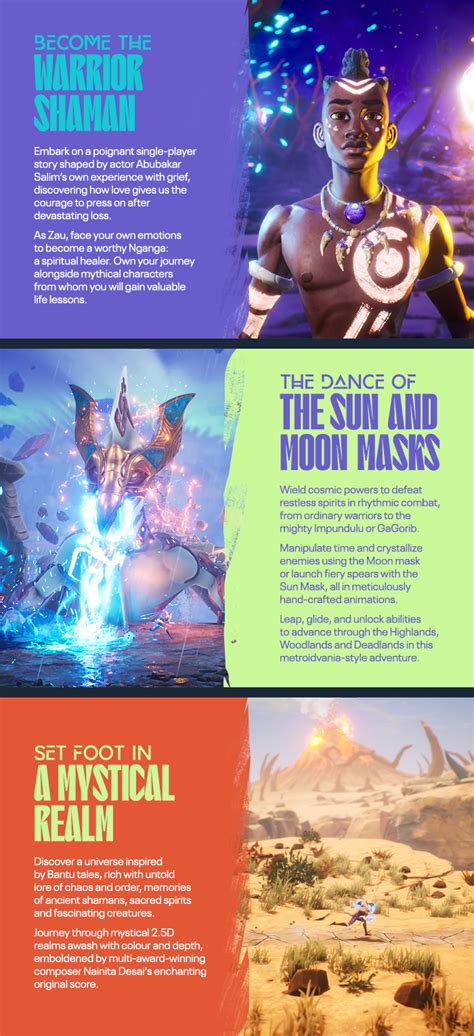 BECOME THE
WARRIOR
SHAMAN
Embark on a poignant single-player
story shaped by actor Abubakar
Salim's own experience with grief,
discovering how love gives us the
courage to press on after
devastating loss.
As Zau, face your own emotions
to become a worthy Nganga:
a spiritual healer. Own your journey
alongside mythical characters
from whom you will gain valuable
life lessons.
THE DANCE OF
THE SUN AND
MOON MASKS
Wield cosmic powers to defeat
restless spirits in rhythmic combat,
from ordinary warriors to the
mighty Impundulu or GaGorib.
Manipulate time and crystallize
enemies using the Moon mask
or launch fiery spears with the
Sun Mask, all in meticulously
hand-crafted animations.
Leap, glide, and unlock abilities
to advance through the Highlands,
Woodlands and Deadlands in this
metroidvania-style adventure.
SET FOOT IN
A MYSTICAL
REALM
Discover a universe inspired
by Bantu tales, rich with untold
lore of chaos and order, memories
of ancient shamans, sacred spirits
and fascinating creatures.
Journey through mystical 2.5D
realms awash with colour and depth,
emboldened by multi-award-winning
composer Nainita Desai's enchanting
original score.